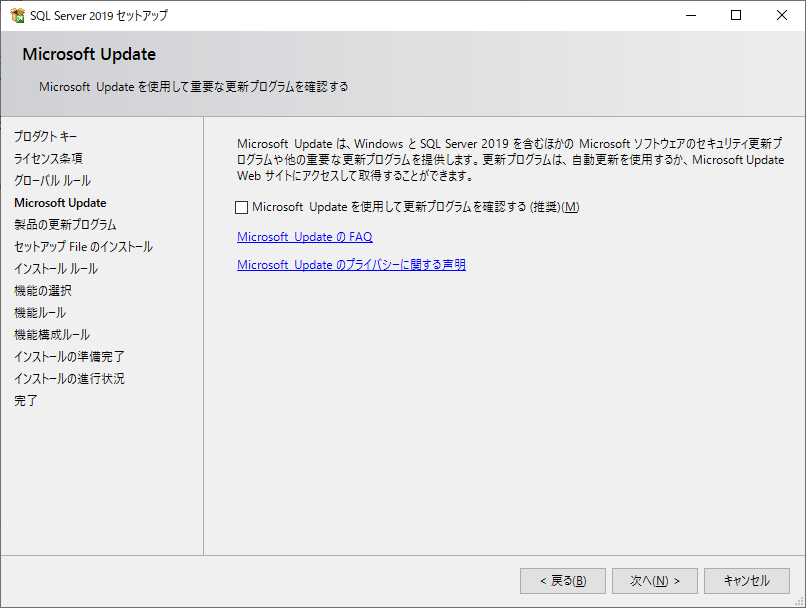 SQL Server 2019 セットアップ
Microsoft Update
Microsoft Update を使用して重要な更新プログラムを確認する
プロダクト キー
ライセンス条項
グローバル ルール
Microsoft Update
製品の更新プログラム
セットアップ File のインストール
インストール ルール
機能の選択
機能ルール
機能構成ルール
インストールの準備完了
インストールの進行状況
完了
Microsoft Update は、Windows と SQL Server 2019 を含むほかの Microsoft ソフトウェアのセキュリティ更新プ
ログラムや他の重要な更新プログラムを提供します。更新プログラムは、自動更新を使用するか、Microsoft Update
Web サイトにアクセスして取得することができます。
Microsoft Update を使用して更新プログラムを確認する (推奨)(M)
Microsoft Update の FAQ
Microsoft Update のプライバシーに関する声明
< 戻る(B)
次へ(N) >
キャンセル